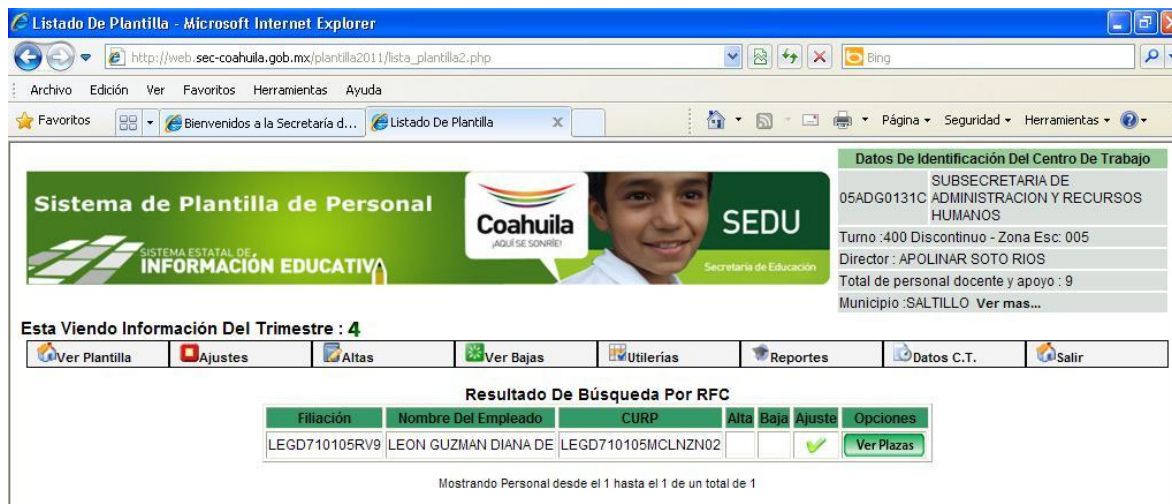 Listado De Plantilla - Microsoft Internet Explorer
http://web.sec-coahuila.gob.mx/plantilla2011/lista_plantilla2.php
Bing
Archivo Edición Ver Favoritos Herramientas Ayuda
Favoritos
Bienvenidos a la Secretaría d...
Listado De Plantilla
Página
Seguridad
Herramientas
Sistema de Plantilla de Personal
SISTEMA ESTATAL DE
INFORMACIÓN EDUCATIVA
Coahuila
¡AQUÍ SE SONRÍE!
SEDU
Secretaría de Educación
Datos De Identificación Del Centro De Trabajo
05ADG0131C
SUBSECRETARIA DE
ADMINISTRACION Y RECURSOS
HUMANOS
Turno :400 Discontinuo - Zona Esc: 005
Director : APOLINAR SOTO
RIOS
Total de personal docente y apoyo : 9
Municipio :SALTILLO Ver mas...
Esta Viendo Información Del Trimestre : 4
Ver Plantilla Ajustes Altas Ver Bajas Utilerías Reportes Datos C.T. Salir
Resultado De Búsqueda Por RFC
Filiación Nombre Del Empleado CURP Alta Baja Ajuste Opciones
LEGD710105RV9 LEON GUZMAN DIANA DE LEGD710105MCLNZN02 Ver Plazas
Mostrando Personal desde el 1 hasta el 1 de un total de 1